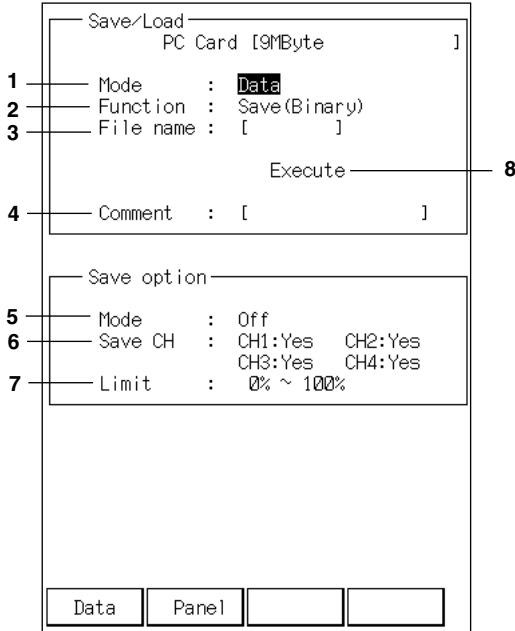 Save/Load
PC Card [9MByte ]
1 Mode : Data
2 Function : Save(Binary)
3 File name : [ ]
Execute 8
4 Comment : [ ]
Save option
5 Mode : Off
6 Save CH : CH1:Yes CH2:Yes
CH3:Yes CH4:Yes
7 Limit : 0% ~ 100%
Data Panel